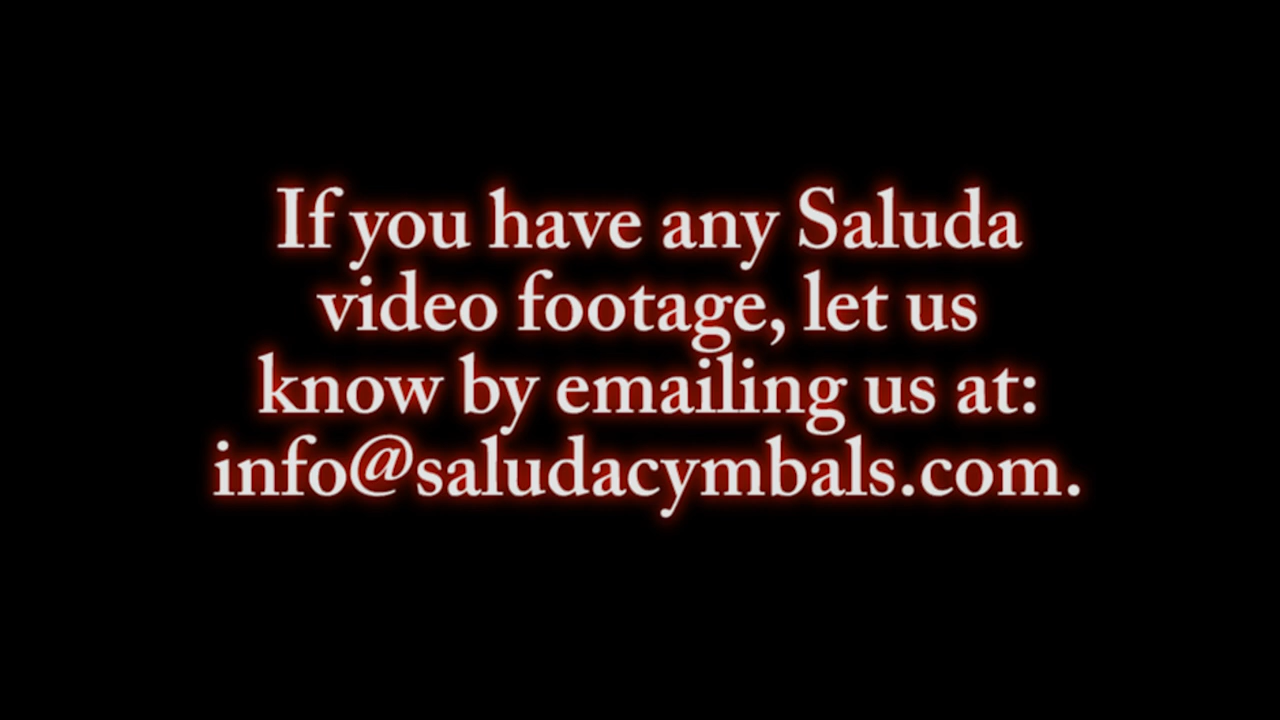 If you have any Saluda
video footage, let us
know by emailing us at:
info@saludacymbals.com.